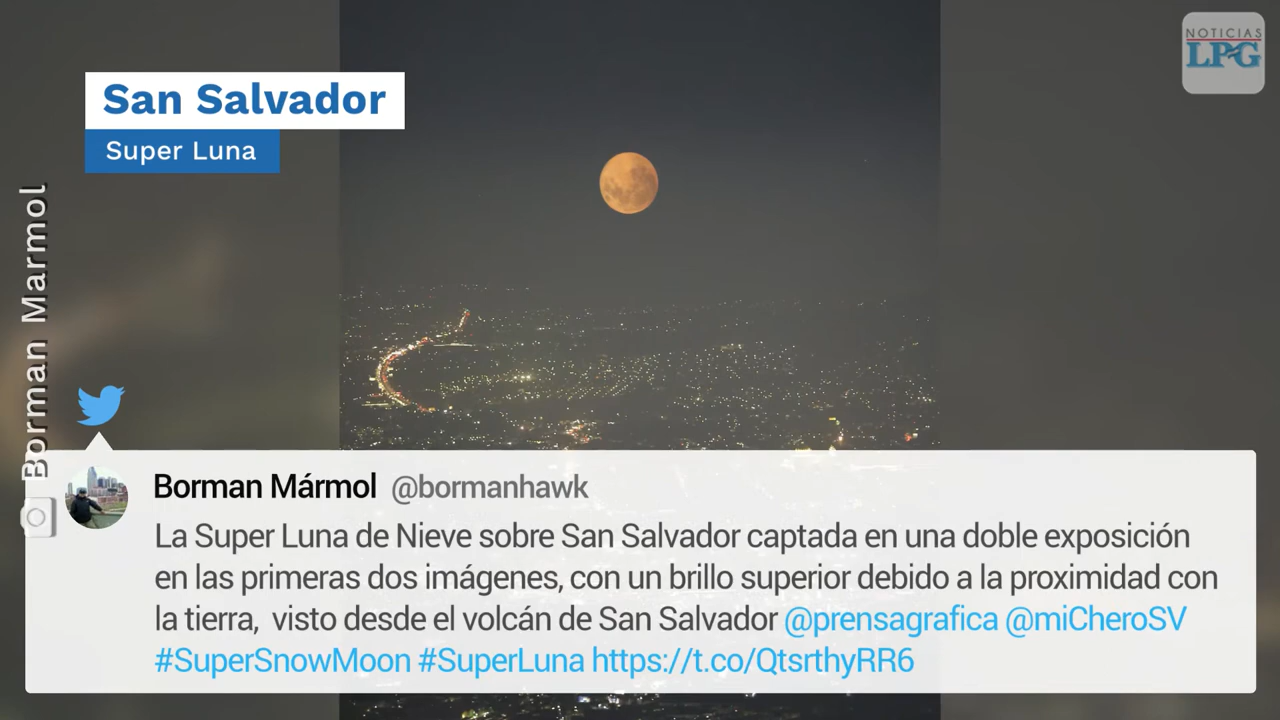 NOTICIAS
LPG
San Salvador
Super Luna
Borman Marmol
Borman Mármol @bormanhawk
La Super Luna de Nieve sobre San Salvador captada en una doble exposición
en las primeras dos imágenes, con un brillo superior debido a la proximidad con
la tierra, visto desde el volcán de San Salvador @prensagrafica @miCheroSV
#SuperSnowMoon #SuperLuna https://t.co/QtsrthyRR6